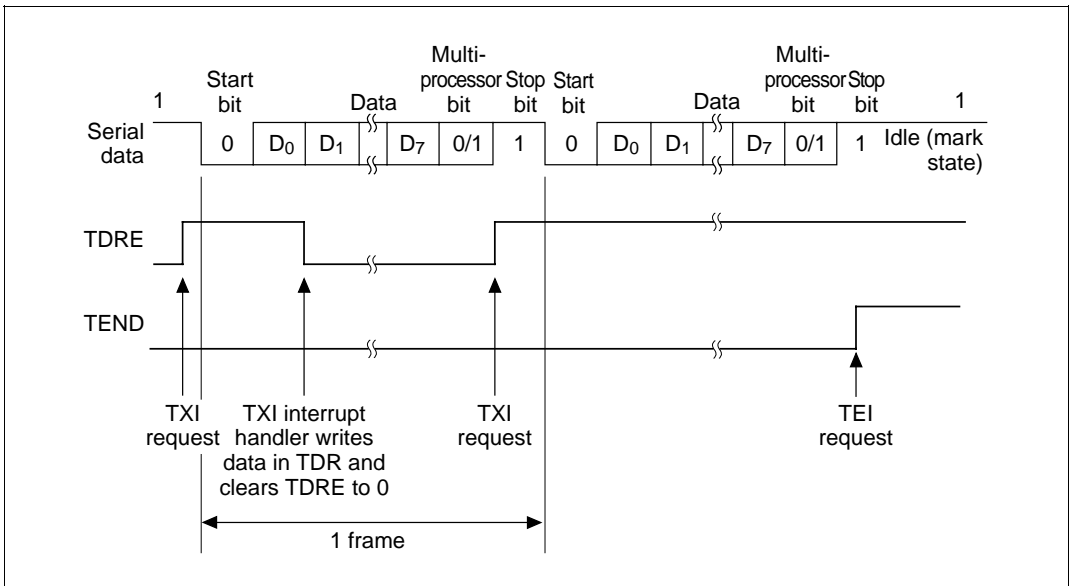 Multi-
processor
bit
Multi-
processor
bit
Start
bit
Stop
bit
Start
bit
Stop
bit
1
Data
Data
1
Serial
data
0
D0
D1
D7
0/1
1
0
D0
D1
D7
0/1
1
Idle (mark
state)
TDRE
TEND
TXI
request
TXI interrupt
handler writes
data in TDR and
clears TDRE to 0
TXI
request
TEI
request
1 frame